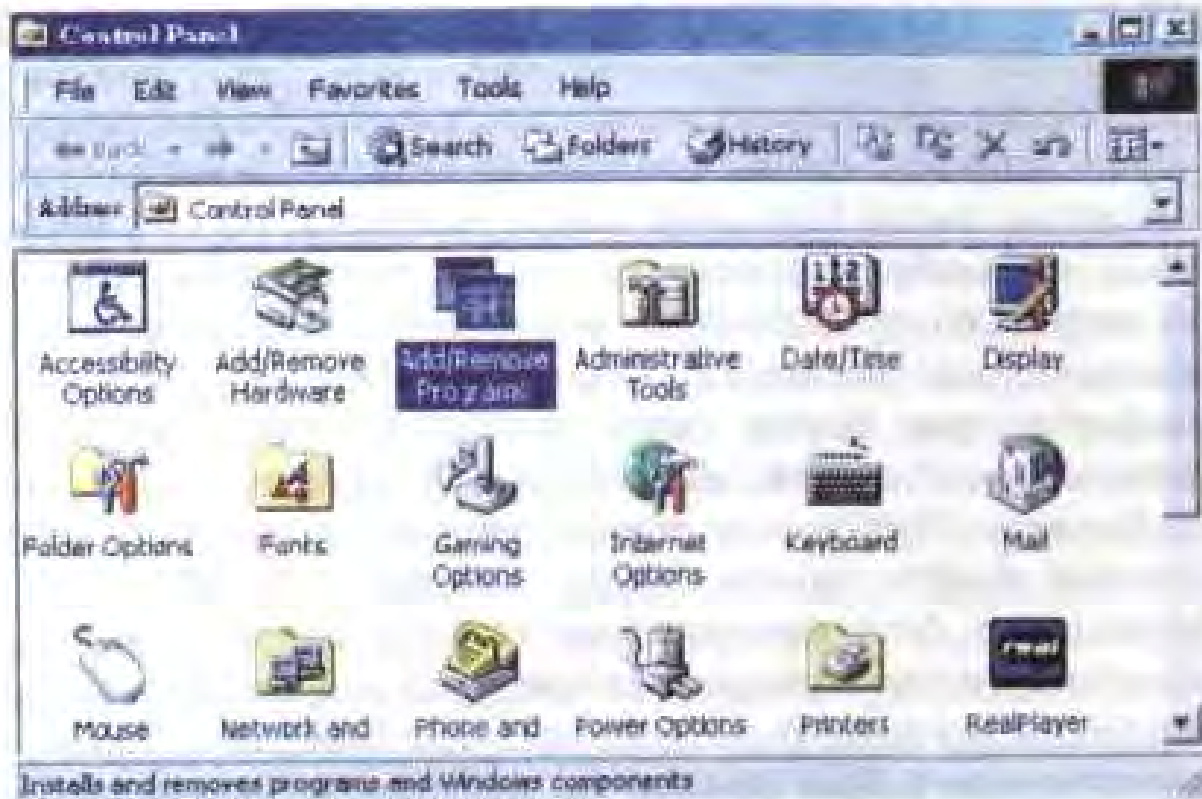 Control Panel
File Edit View Favorites Tools Help
Back Search Folders History
Address Control Panel
Accessibility Options
Add/Remove Hardware
Add/Remove Programs
Administrative Tools
Date/Time
Display
Folder Options
Fonts
Gaming Options
Internet Options
Keyboard
Mail
Mouse
Network and
Phone and
Power Options
Printers
RealPlayer
real
Installs and removes programs and Windows components